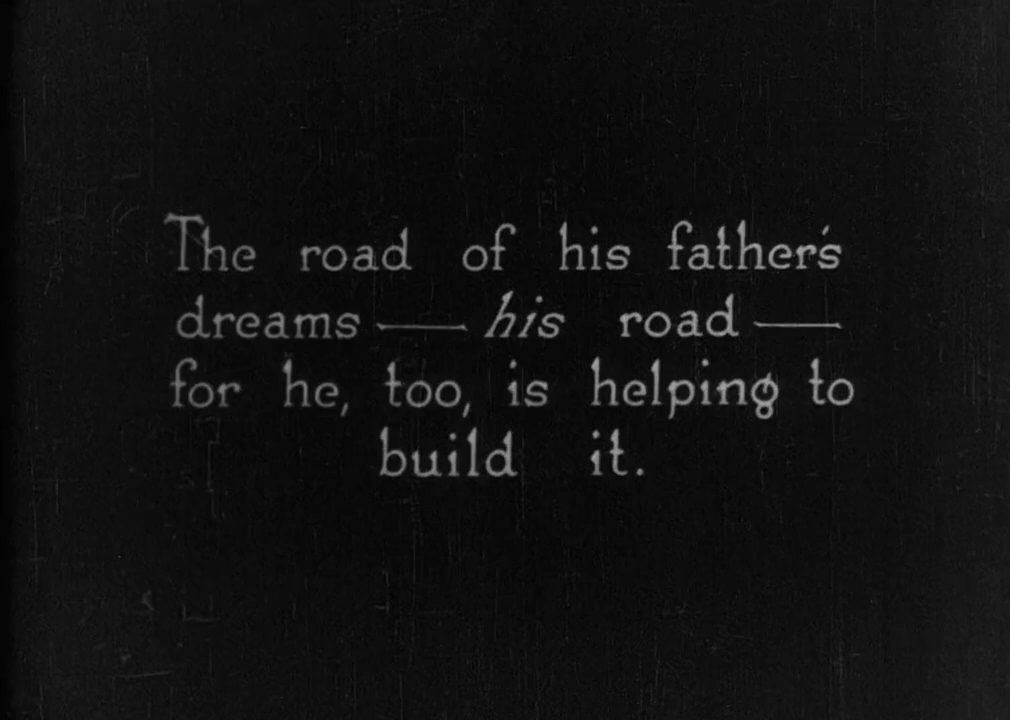 The road of his father's
dreams — his road —
for he, too, is helping to
build it.